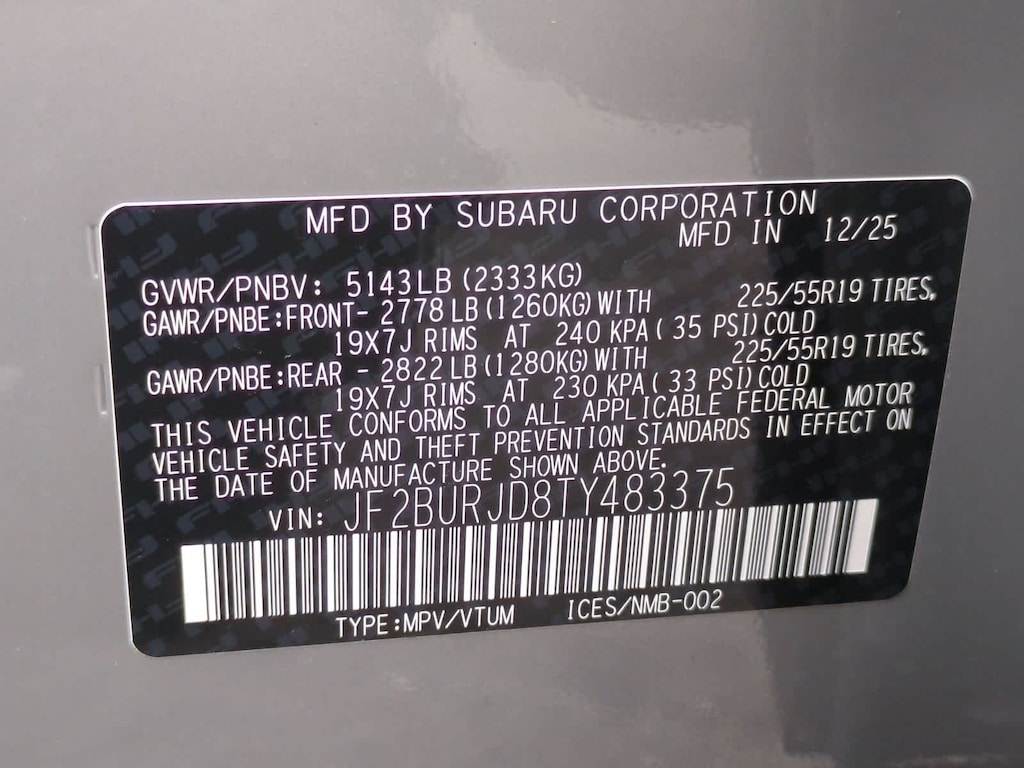 MFD BY SUBARU CORPORATION
MFD IN 12/25
GVWR/PNBV: 5143LB (2333KG)
GAWR/PNBE:FRONT- 2778 LB (1260KG) WITH 225/55R19 TIRES,
19X7J RIMS AT 240 KPA ( 35 PSI) COLD
GAWR/PNBE:REAR - 2822 LB (1280KG) WITH 225/55R19 TIRES,
19X7J RIMS AT 230 KPA ( 33 PSI) COLD
THIS VEHICLE CONFORMS TO ALL APPLICABLE FEDERAL MOTOR
VEHICLE SAFETY AND THEFT PREVENTION STANDARDS IN EFFECT ON
THE DATE OF MANUFACTURE SHOWN ABOVE.
VIN: JF2BURJD8TY483375
TYPE:MPV/VTUM ICES/NMB-002